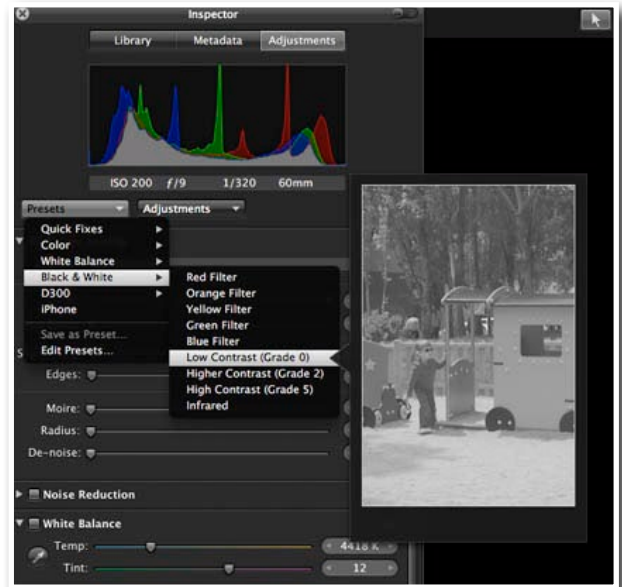 Inspector
Library Metadata Adjustments
ISO 200 ƒ/9 1/320 60mm
Presets Adjustments
Quick Fixes
Color
White Balance
Black & White
D300
iPhone
Save as Preset...
Edit Presets...
Red Filter
Orange Filter
Yellow Filter
Green Filter
Blue Filter
Low Contrast (Grade 0)
Higher Contrast (Grade 2)
High Contrast (Grade 5)
Infrared
Edges:
Moire:
Radius:
De-noise:
Noise Reduction
White Balance
Temp: 4418 K
Tint: 12